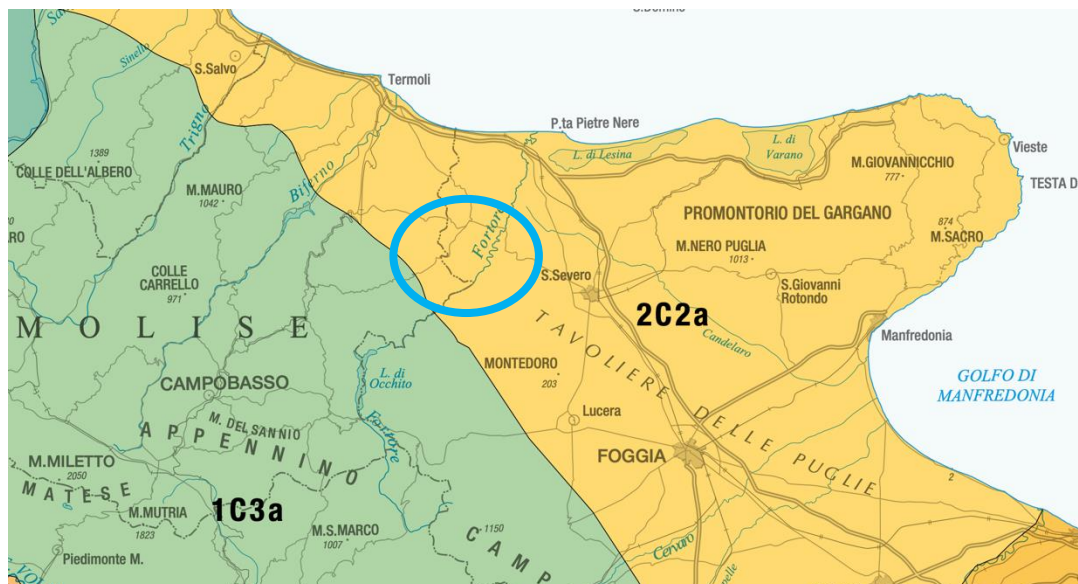 S.Domino
Sinello
S.Salvo
Termoli
P.ta Pietre Nere
L. di Lesina
L. di
Varano
M.GIOVANNICCHIO
777
Vieste
TESTA D
1389
COLLE DELL'ALBERO
Trigno
M.MAURO
1042
Biferno
Fortore
PROMONTORIO DEL GARGANO
874
M.SACRO
M.NERO PUGLIA
1013
S.Giovanni
Rotondo
COLLE
CARRELLO
971
S.Severo
2C2a
Candelaro
Manfredonia
MOLISE
TAVOLIERE DELLE PUGLIE
MONTEDORO
203
GOLFO DI
MANFREDONIA
L. di
Occhito
CAMPOBASSO
M. DEL SANNIO
APPENNINO
Fortore
Lucera
FOGGIA
M.MILETTO
2050
MATESE
M.MUTRIA
1823
1C3a
M.S.MARCO
1007
1150
CAMP
2
Cervaro
Piedimonte M.